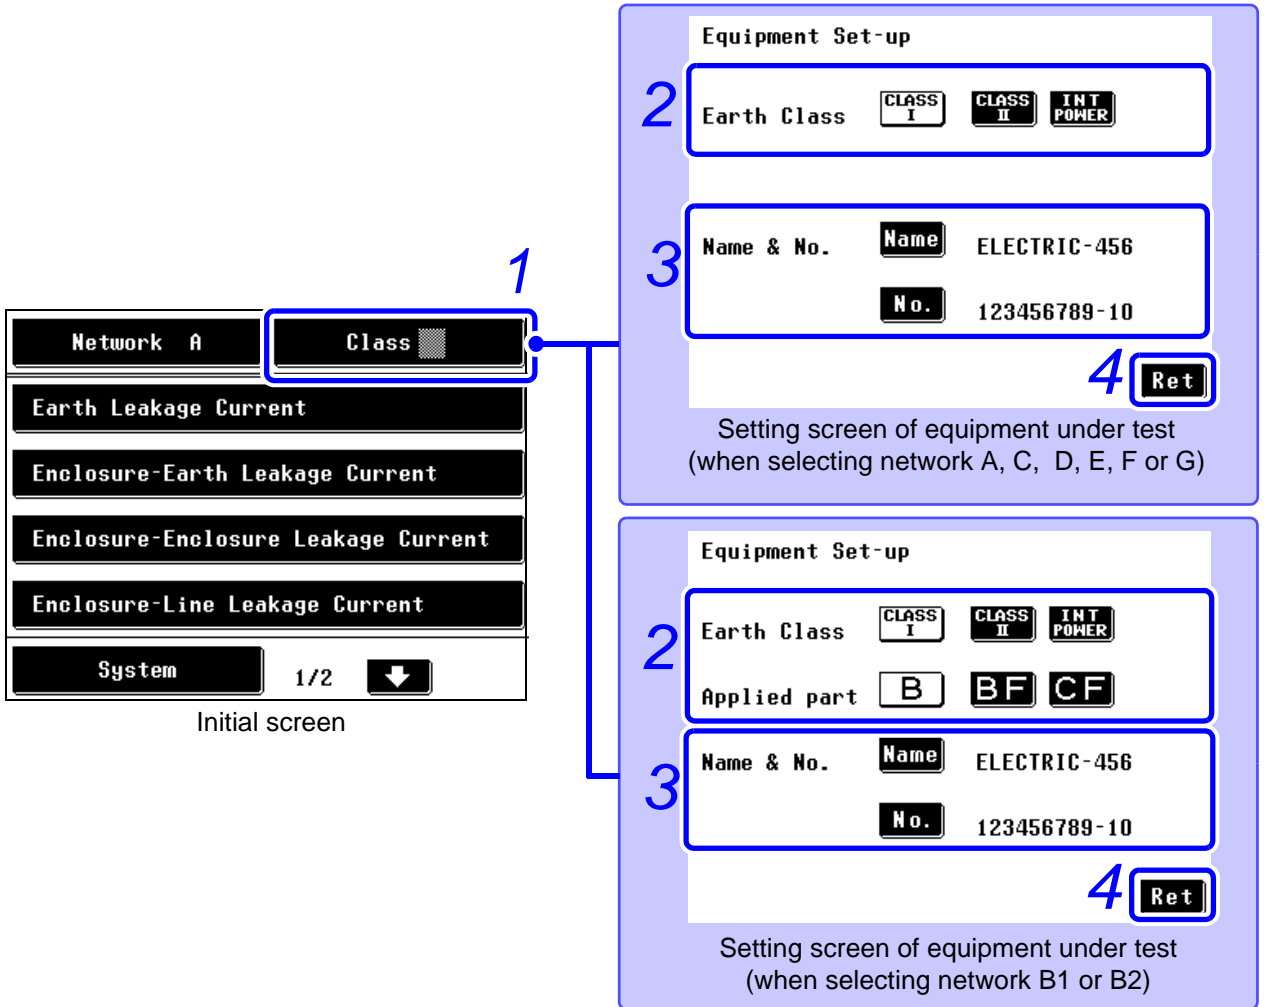 1
Network A
Class
Earth Leakage Current
Enclosure-Earth Leakage Current
Enclosure-Enclosure Leakage Current
Enclosure-Line Leakage Current
System
1/2
Initial screen
Equipment Set-up
2
Earth Class CLASS I CLASS II INT POWER
3
Name & No. Name ELECTRIC-456
No. 123456789-10
4
Ret
Setting screen of equipment under test
(when selecting network A, C, D, E, F or G)
Equipment Set-up
2
Earth Class CLASS I CLASS II INT POWER
Applied part B BF CF
3
Name & No. Name ELECTRIC-456
No. 123456789-10
4
Ret
Setting screen of equipment under test
(when selecting network B1 or B2)